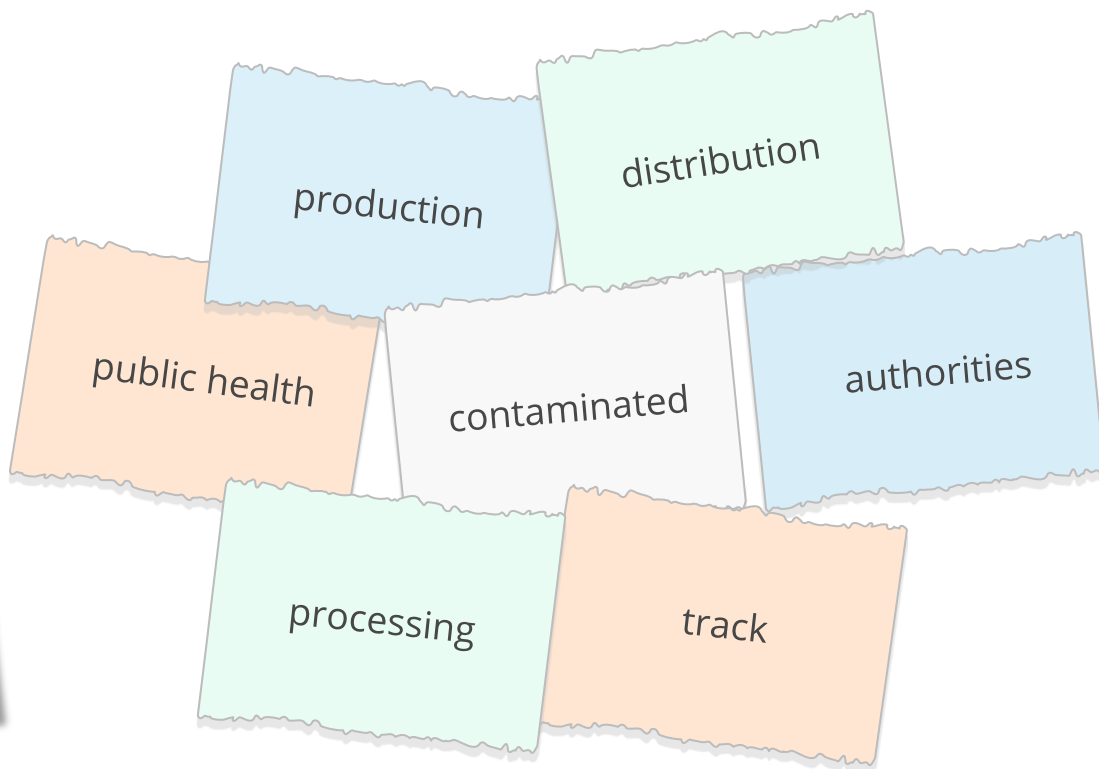 production
distribution
public health
contaminated
authorities
processing
track